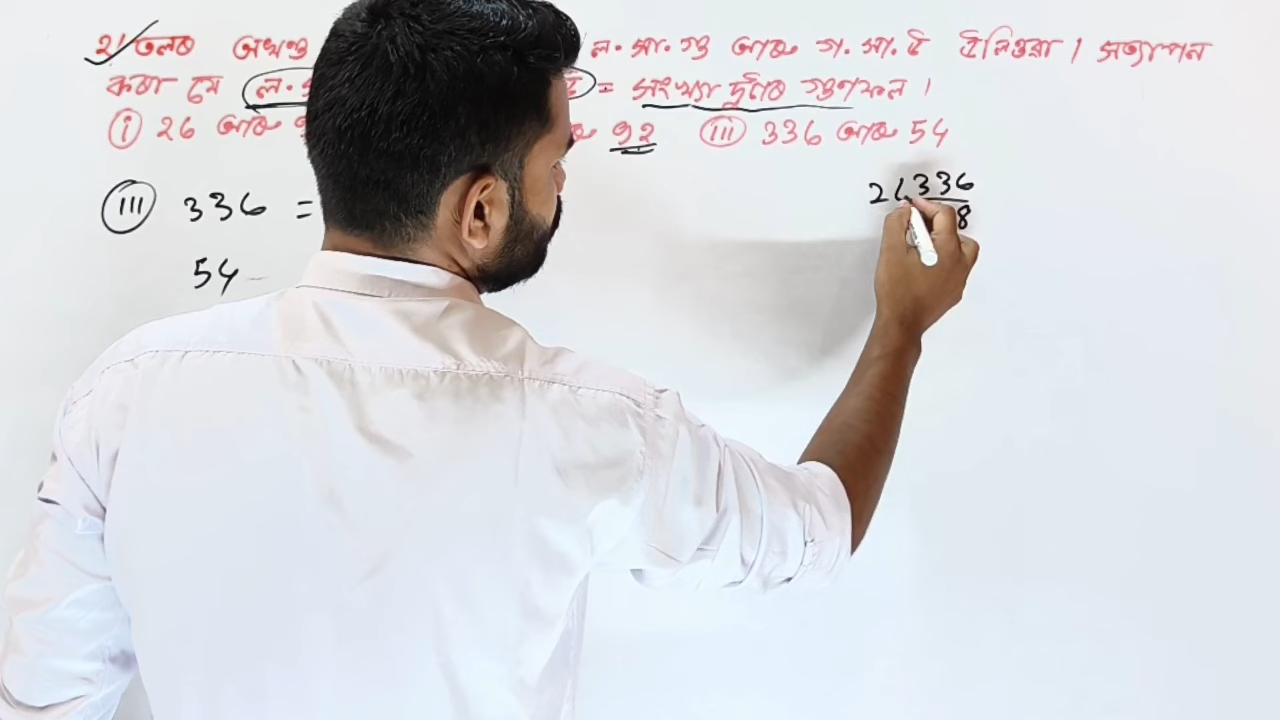 ২। তলৰ অখণ্ড ল. সা. গু আৰু গ. সা. উ উলিওৱা। সত্যাপন
কৰা যে ল. = সংখ্যা দুটাৰ গুণফল।
(i) 26 আৰু 92 (iii) 336 আৰু 54
(iii) 336 =
54
2 336
8